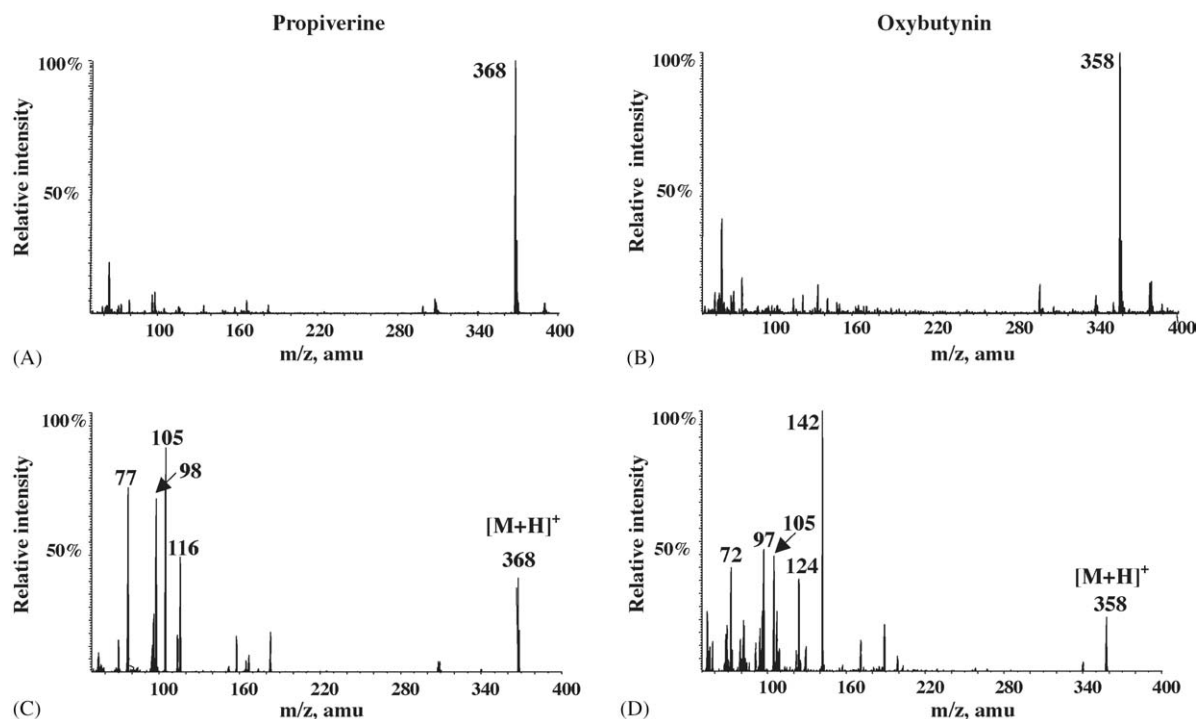 Propiverine
Oxybutynin
100%
368
50%
Relative intensity
100 160 220 280 340 400
m/z, amu
(A)
100%
358
50%
Relative intensity
100 160 220 280 340 400
m/z, amu
(B)
100%
105
77
98
116
50%
[M+H]+
368
Relative intensity
100 160 220 280 340 400
m/z, amu
(C)
100%
142
50%
72
97
105
124
[M+H]+
358
Relative intensity
100 160 220 280 340 400
m/z, amu
(D)